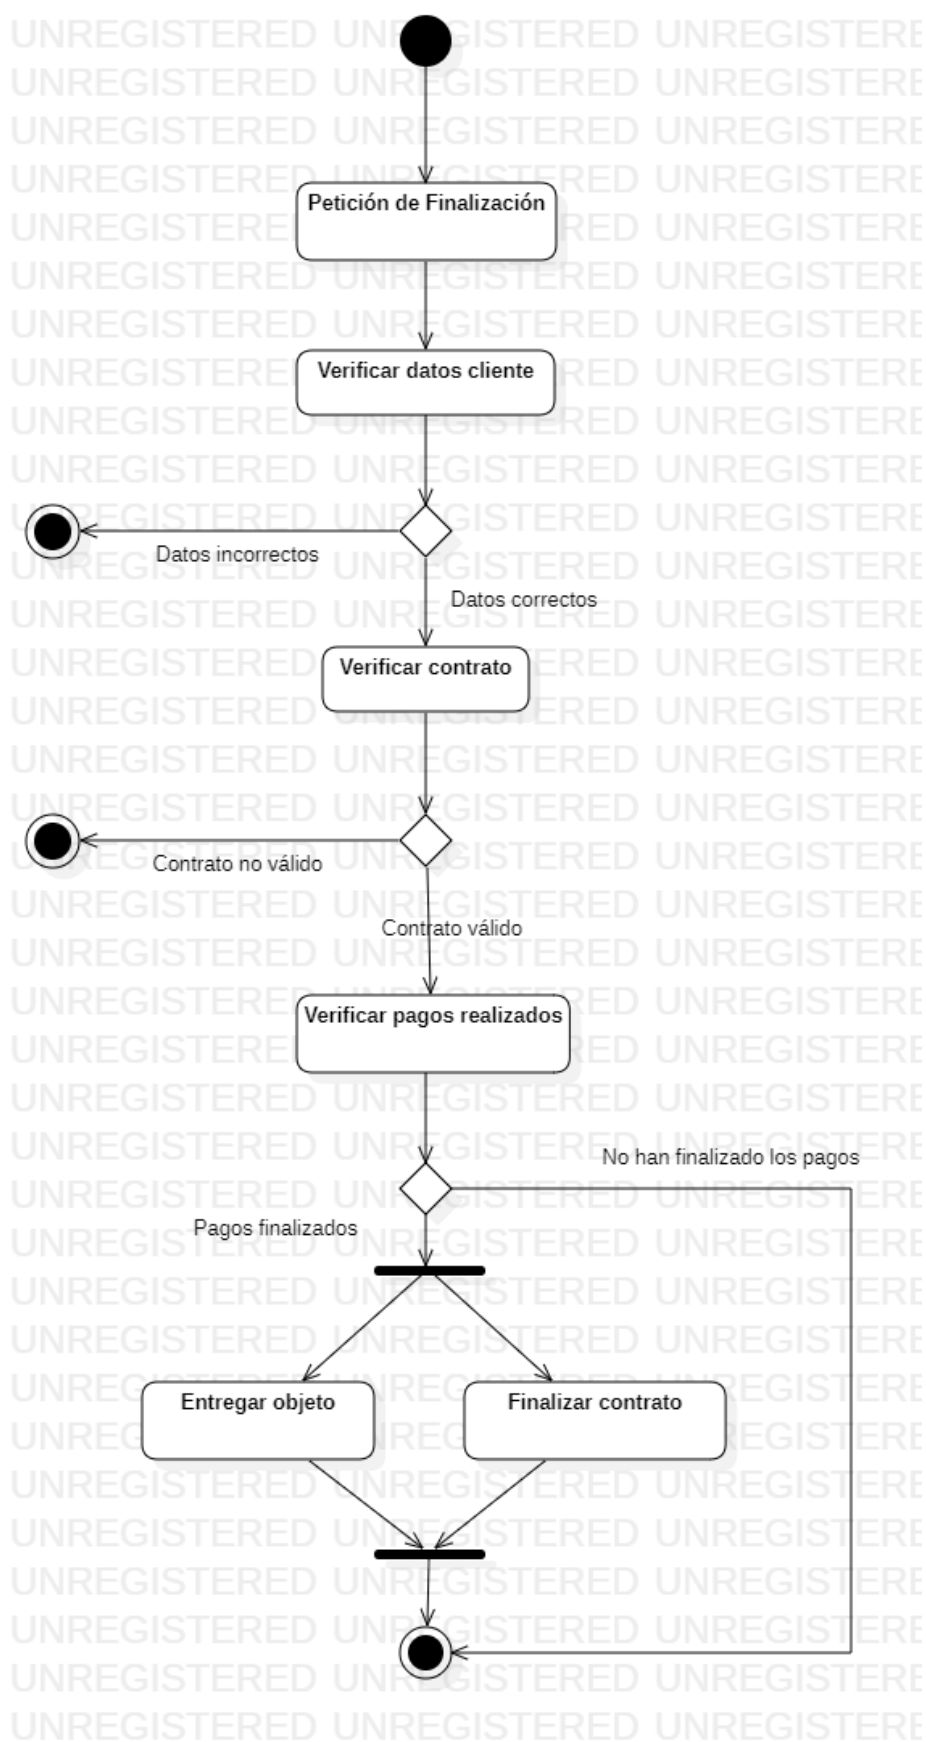 Petición de Finalización
Verificar datos cliente
Datos incorrectos
Datos correctos
Verificar contrato
Contrato no válido
Contrato válido
Verificar pagos realizados
No han finalizado los pagos
Pagos finalizados
Entregar objeto
Finalizar contrato
UNREGISTERED